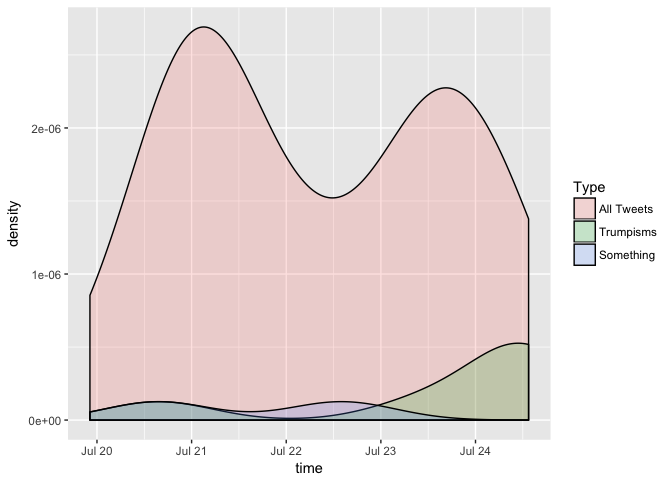 density
2e-06
1e-06
0e+00
Jul 20 Jul 21 Jul 22 Jul 23 Jul 24
time
Type
All Tweets
Trumpisms
Something